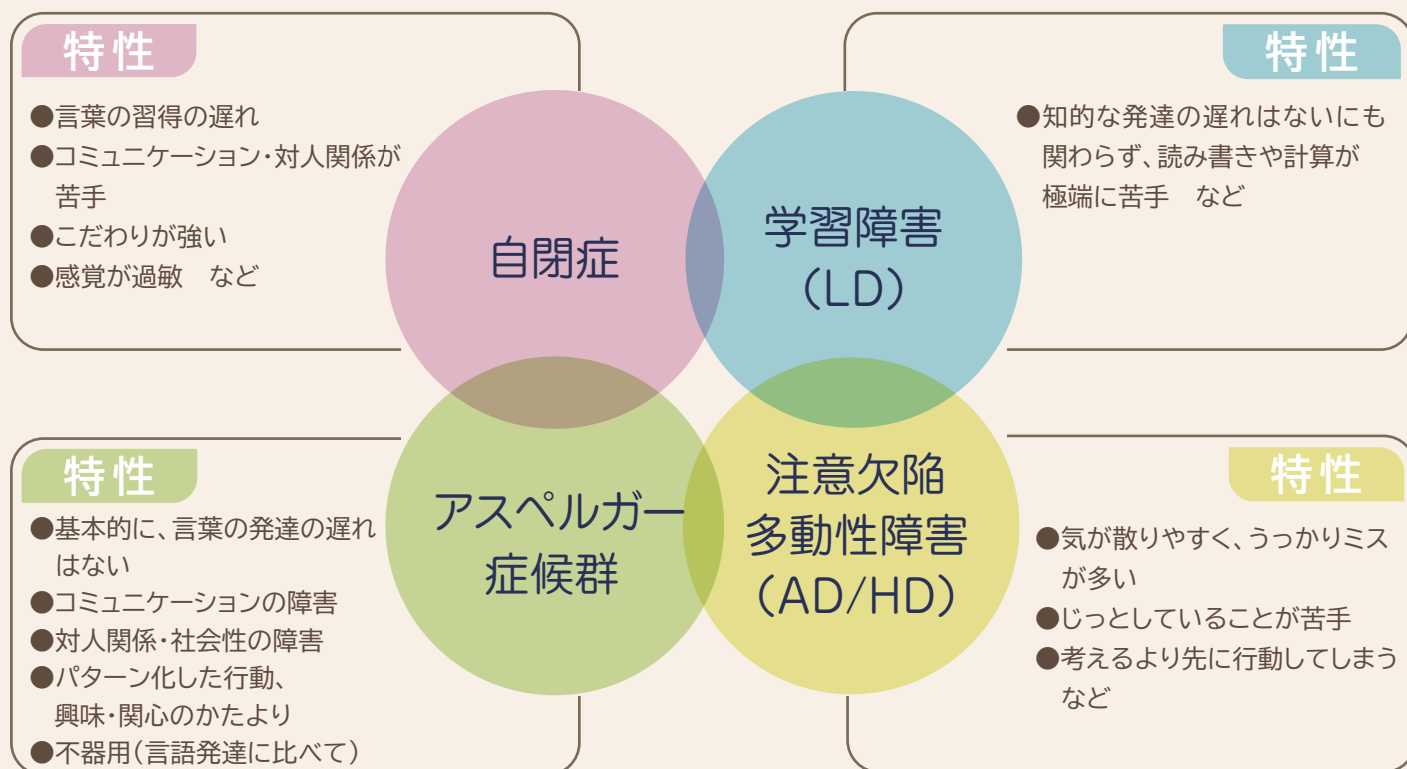 特性
●言葉の習得の遅れ
●コミュニケーション・対人関係が
苦手
●こだわりが強い
●感覚が過敏　など
自閉症
学習障害
（LD）
特性
●知的な発達の遅れはないにも
関わらず、読み書きや計算が
極端に苦手　など
特性
●基本的に、言葉の発達の遅れ
はない
●コミュニケーションの障害
●対人関係・社会性の障害
●パターン化した行動、
興味・関心のかたより
●不器用（言語発達に比べて）
アスペルガー
症候群
注意欠陥
多動性障害
（AD/HD）
特性
●気が散りやすく、うっかりミス
が多い
●じっとしていることが苦手
●考えるより先に行動してしまう
など